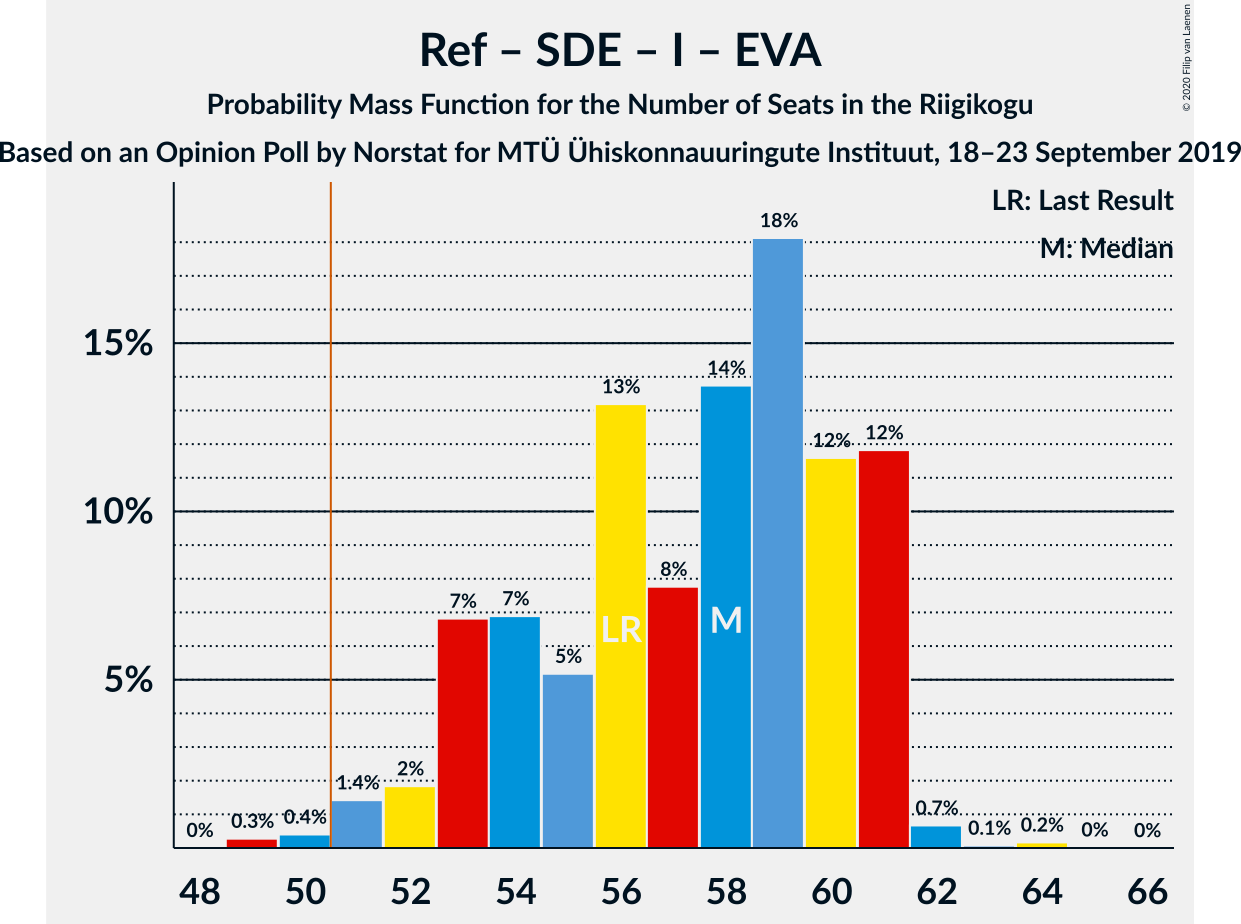 Ref – SDE – I – EVA
Probability Mass Function for the Number of Seats in the Riigikogu
Based on an Opinion Poll by Norstat for MTÜ Ühiskonnauuringute Instituut, 18–23 September 2019
© 2020 Filip van Laenen
LR: Last Result
M: Median
18%
15%
14%
13%
12% 12%
10%
8%
7% 7%
LR M
5%
5%
2%
1.4%
0% 0.3% 0.4% 0.7% 0.1% 0.2% 0% 0%
48 50 52 54 56 58 60 62 64 66